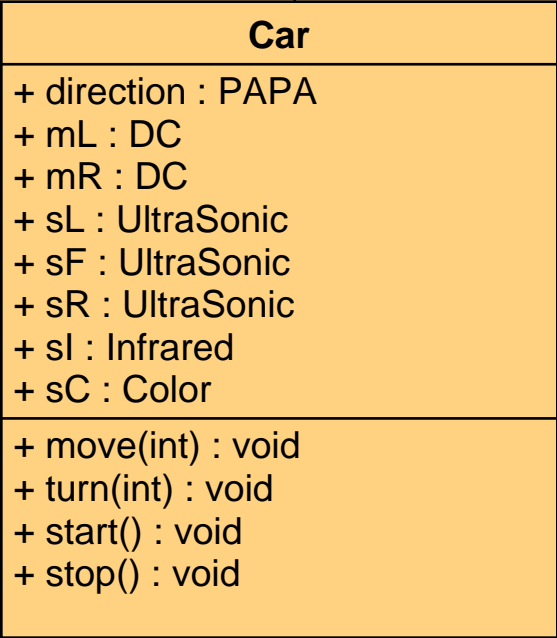 Car
+ direction : PAPA
+ mL : DC
+ mR : DC
+ sL : UltraSonic
+ sF : UltraSonic
+ sR : UltraSonic
+ sI : Infrared
+ sC : Color
+ move(int) : void
+ turn(int) : void
+ start() : void
+ stop() : void